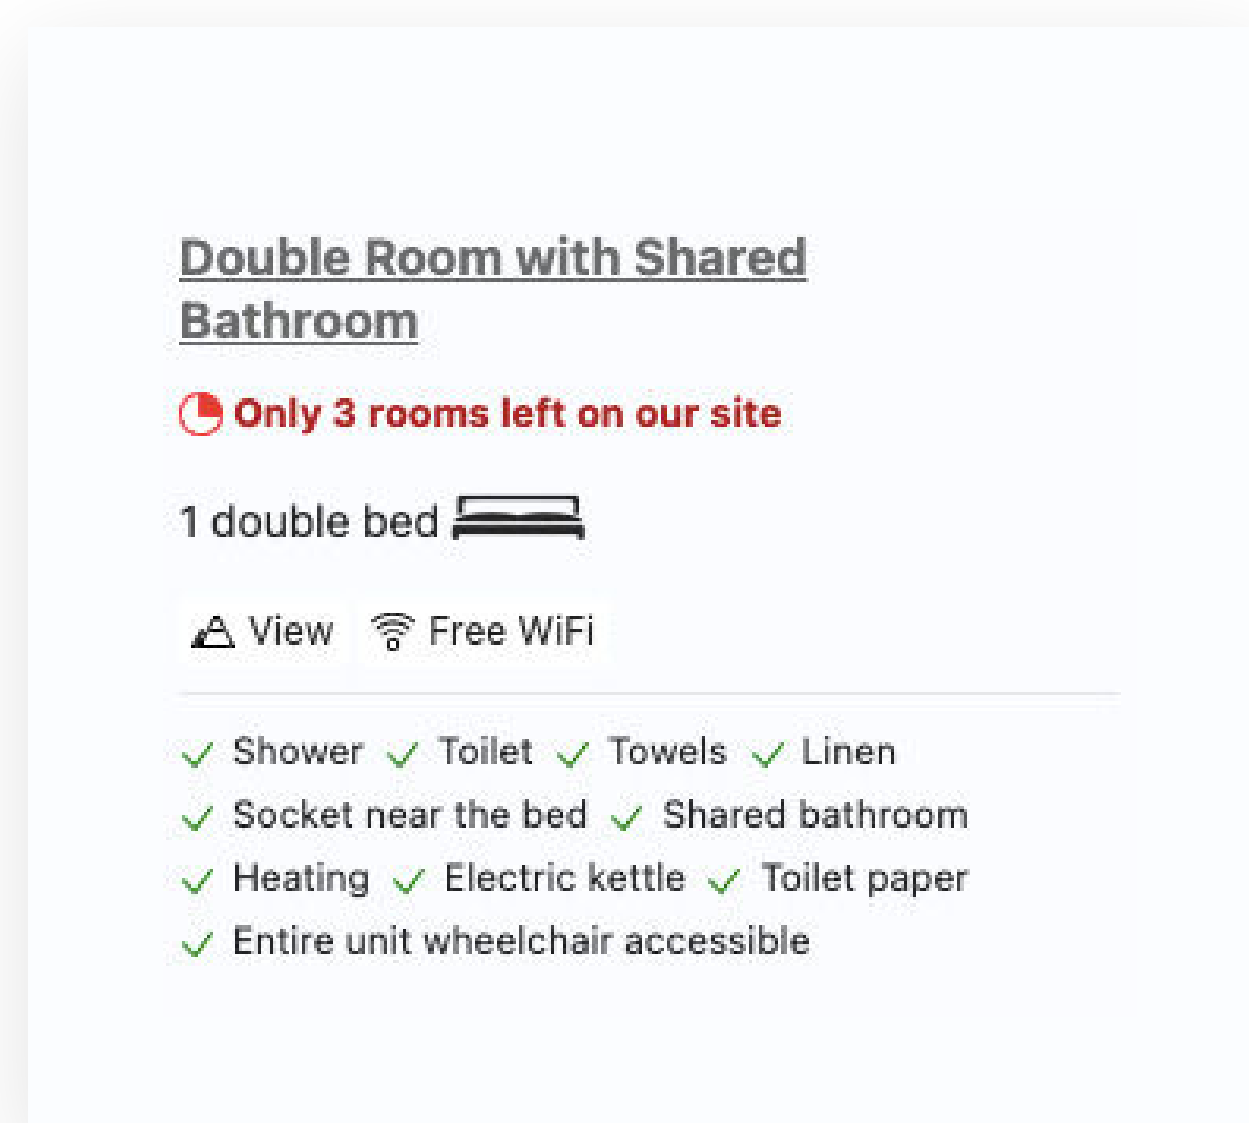 Double Room with Shared
Bathroom
Only 3 rooms left on our site
1 double bed
View Free WiFi
Shower Toilet Towels Linen
Socket near the bed Shared bathroom
Heating Electric kettle Toilet paper
Entire unit wheelchair accessible